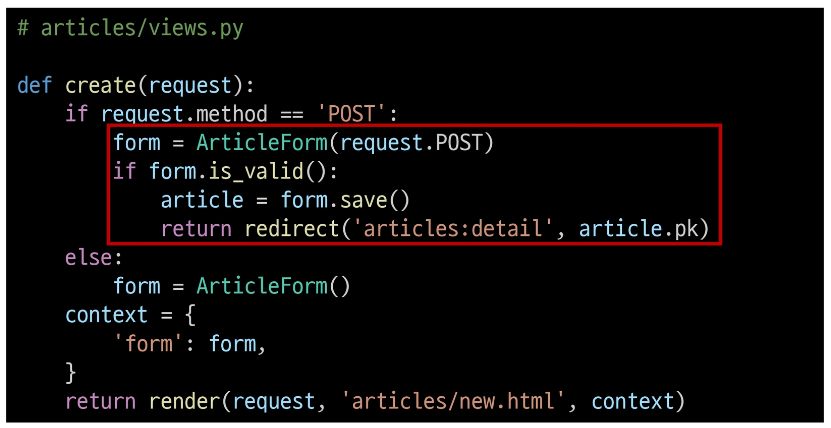 # articles/views.py

def create(request):
    if request.method == 'POST':
        form = ArticleForm(request.POST)
        if form.is_valid():
            article = form.save()
            return redirect('articles:detail', article.pk)
    else:
        form = ArticleForm()
    context = {
        'form': form,
    }
    return render(request, 'articles/new.html', context)